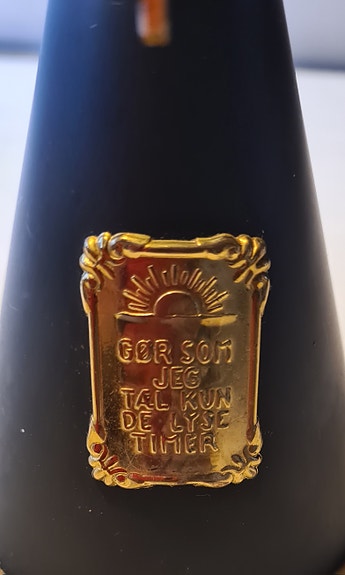 GØR SOM
JEG
TÆL KUN
DE LYSE
TIMER